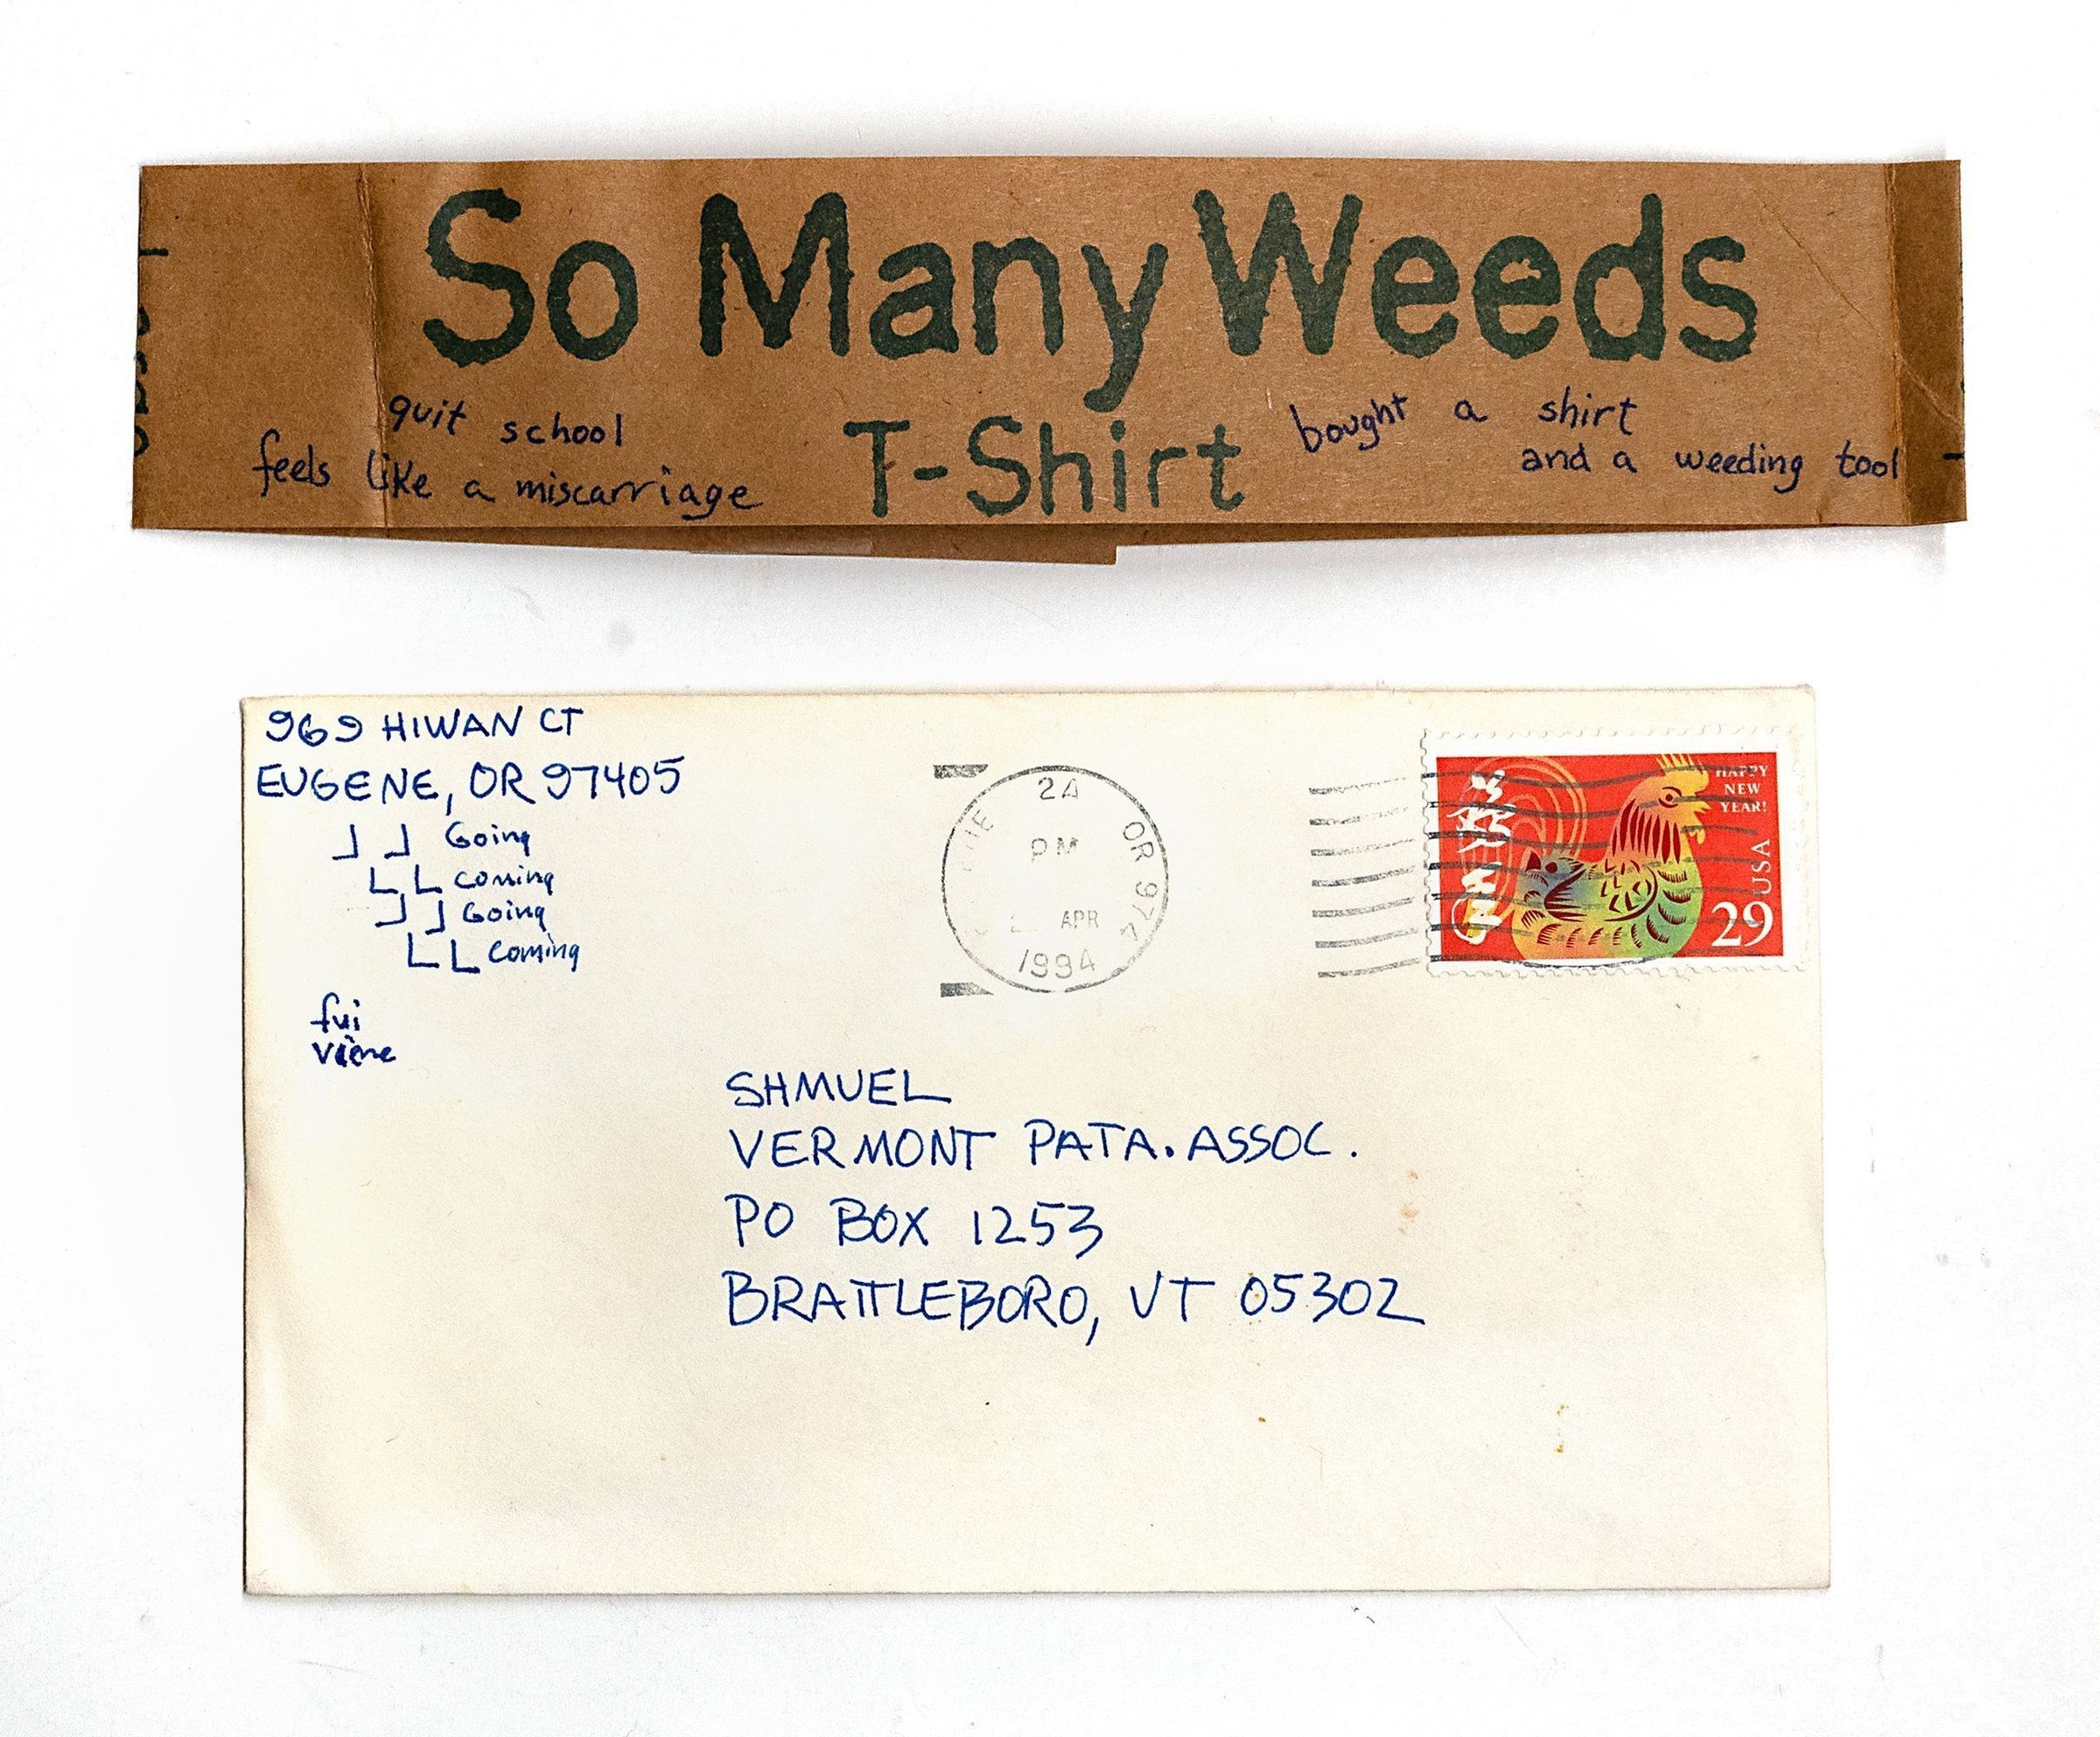 So Many Weeds
T-Shirt
quit school
feels like a miscarriage
bought a shirt
and a weeding tool
969 HIWAN CT
EUGENE, OR 97405
Going
coming
Going
coming
fui
SHMUEL
VERMONT PATA. ASSOC.
PO BOX 1253
BRATTLEBORO, VT 05302
PM
OR 974
APR
1994
HAPPY
NEW
YEAR!
USA
29